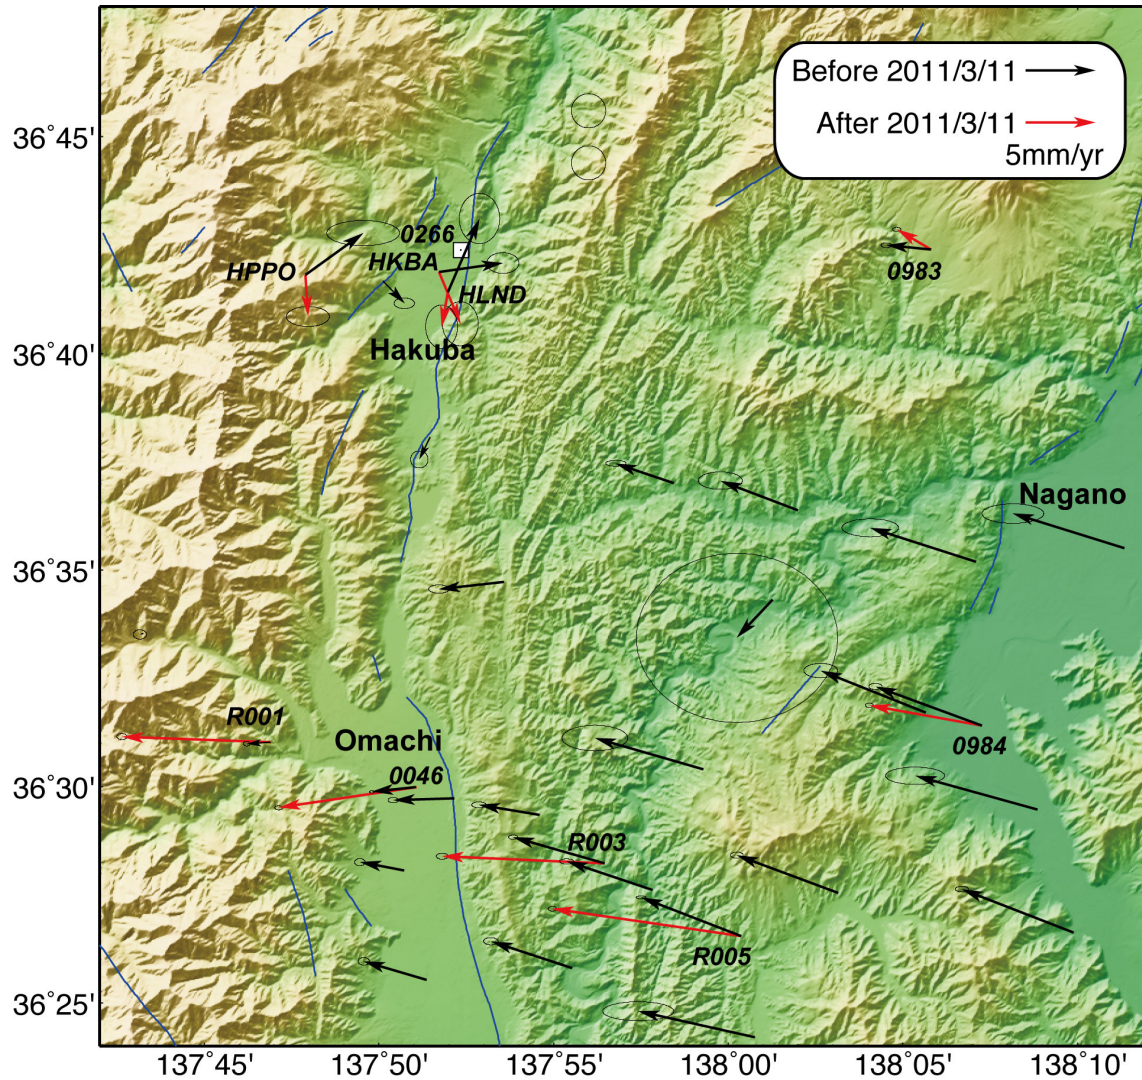 Before 2011/3/11
After 2011/3/11
5mm/yr
36°45'
0266
HPPO
HKBA
0983
HLND
Hakuba
36°40'
Nagano
36°35'
R001
Omachi
0984
0046
36°30'
R003
R005
36°25'
137°45'
137°50'
137°55'
138°00'
138°05'
138°10'